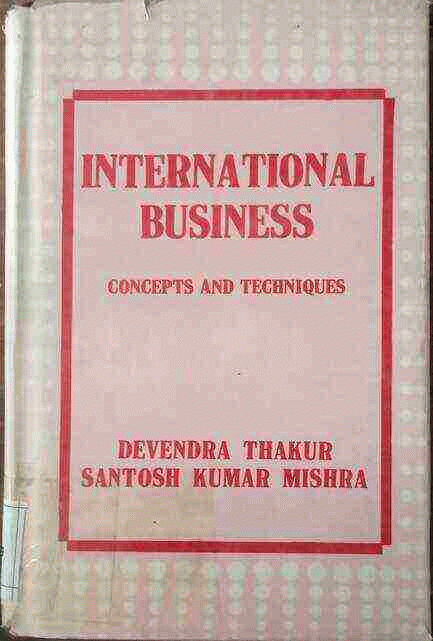 INTERNATIONAL
BUSINESS
CONCEPTS AND TECHNIQUES
DEVENDRA THAKUR
SANTOSH KUMAR MISHRA